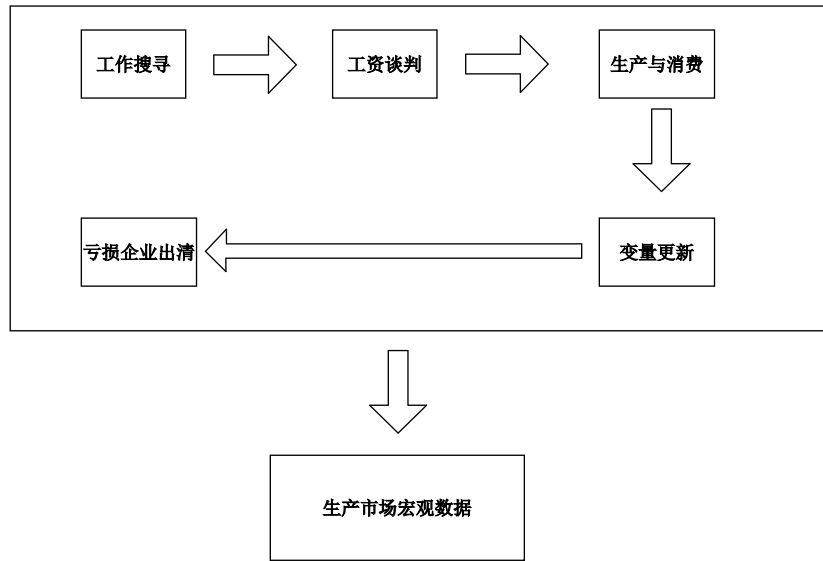 工作搜寻
工资谈判
生产与消费
亏损企业出清
变量更新
生产市场宏观数据